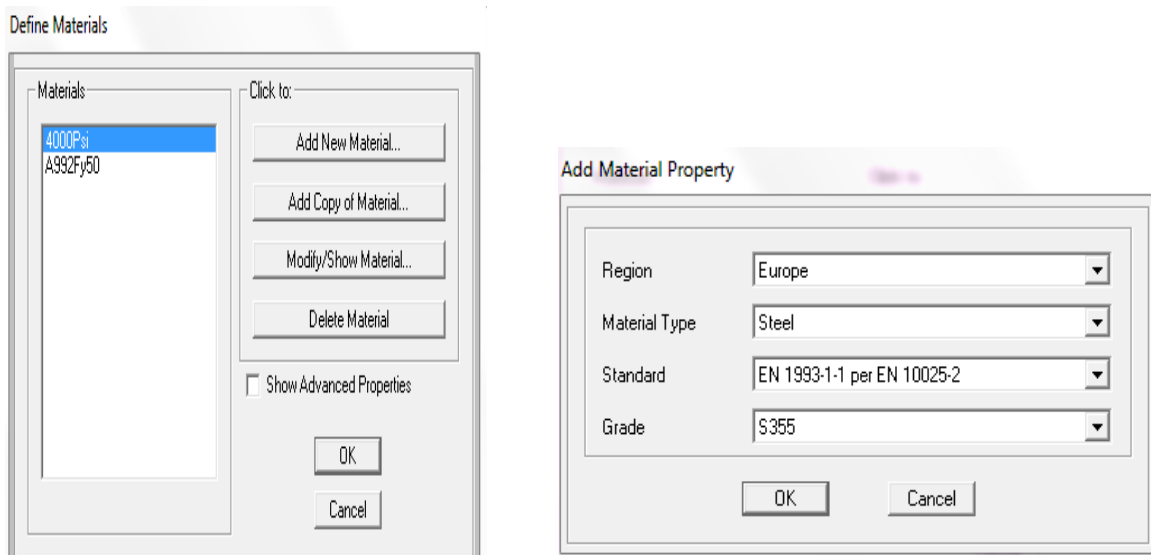 Define Materials
Materials
4000Psi
A992Fy50
Click to:
Add New Material...
Add Copy of Material...
Modify/Show Material...
Delete Material
Show Advanced Properties
OK
Cancel
Add Material Property
Region
Europe
Material Type
Steel
Standard
EN 1993-1-1 per EN 10025-2
Grade
S355
OK
Cancel